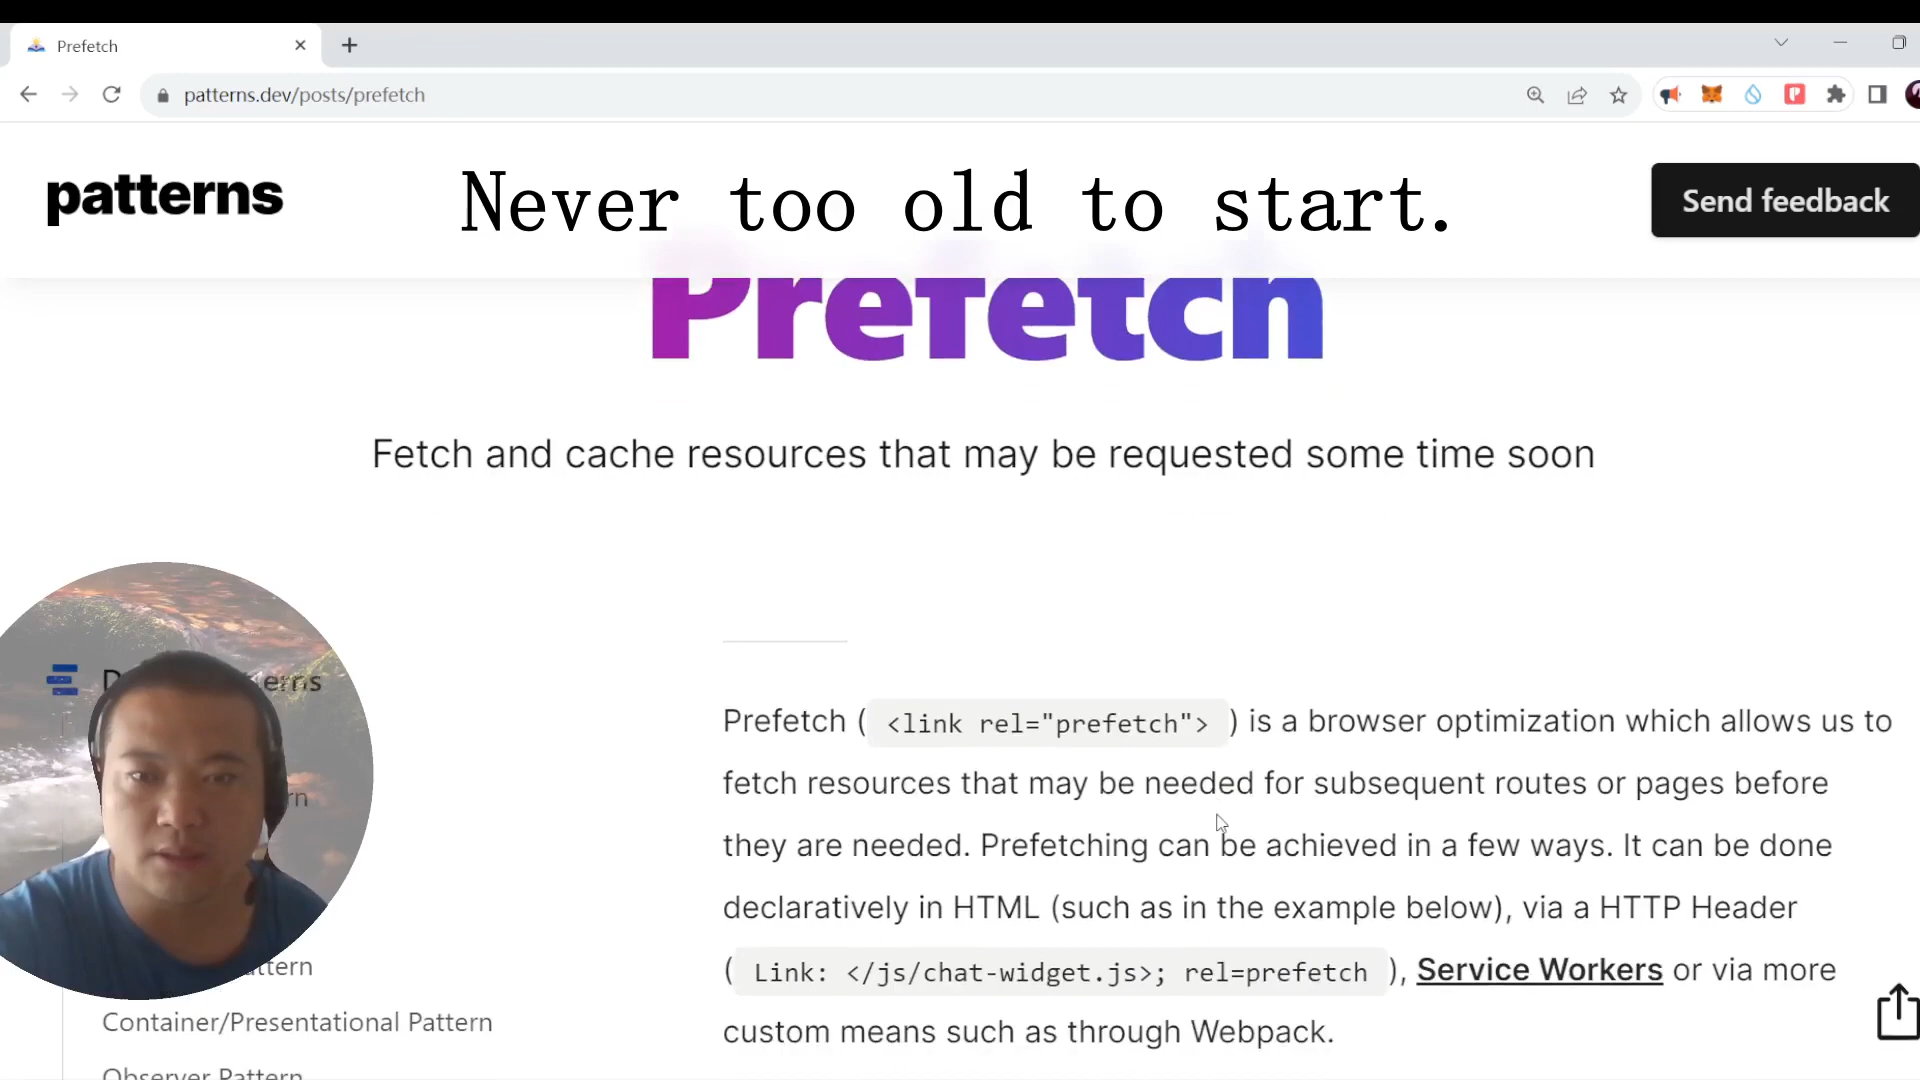 Prefetch
patterns.dev/posts/prefetch
patterns
Never too old to start.
Send feedback
Prefetch
Fetch and cache resources that may be requested some time soon
Prefetch ( <link rel="prefetch"> ) is a browser optimization which allows us to
fetch resources that may be needed for subsequent routes or pages before
they are needed. Prefetching can be achieved in a few ways. It can be done
declaratively in HTML (such as in the example below), via a HTTP Header
( Link: </js/chat-widget.js>; rel=prefetch ), Service Workers or via more
custom means such as through Webpack.
Container/Presentational Pattern
Observer Pattern